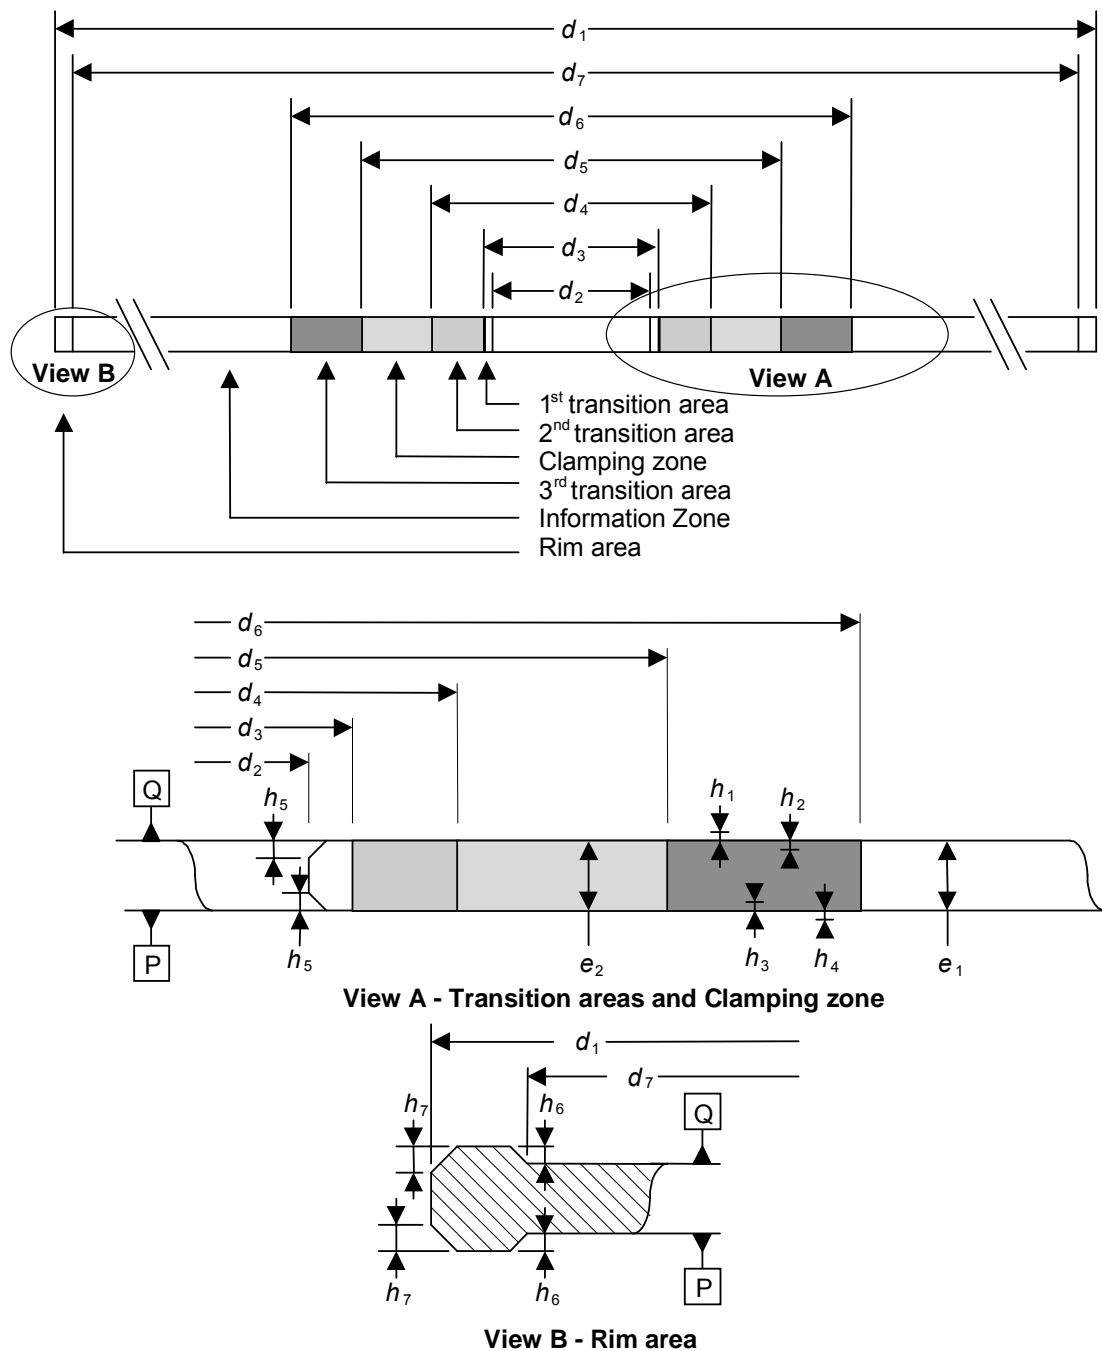 d1
d7
d6
d5
d4
d3
d2
View B
View A
1st transition area
2nd transition area
Clamping zone
3rd transition area
Information Zone
Rim area
d6
d5
d4
d3
d2
Q
h5
h1
h2
P
h5
e2
h3
h4
e1
View A - Transition areas and Clamping zone
d1
d7
h7
h6
Q
h7
h6
P
View B - Rim area